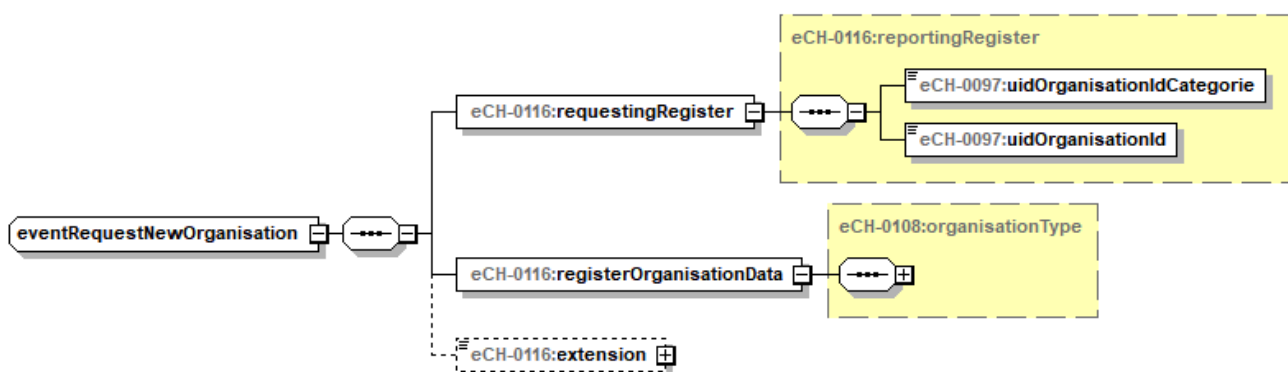 eCH-0116:reportingRegister
eCH-0097:uidOrganisationIdCategorie
eCH-0116:requestingRegister
eCH-0097:uidOrganisationId
eventRequestNewOrganisation
eCH-0108:organisationType
eCH-0116:registerOrganisationData
eCH-0116:extension